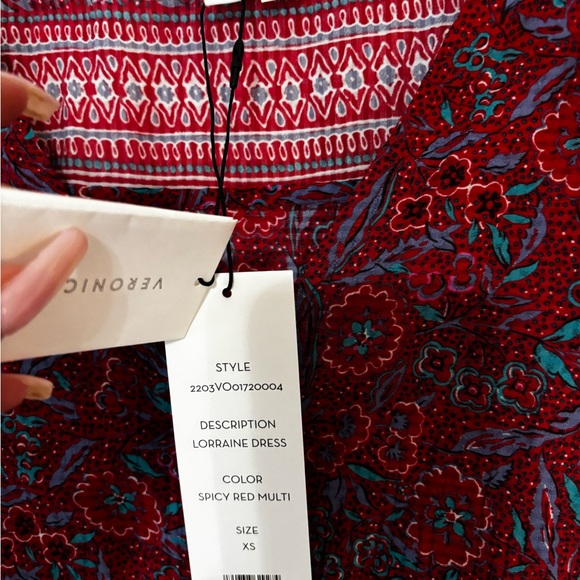 VERONIC
STYLE
2203VO01720004
DESCRIPTION
LORRAINE DRESS
COLOR
SPICY RED MULTI
SIZE
XS